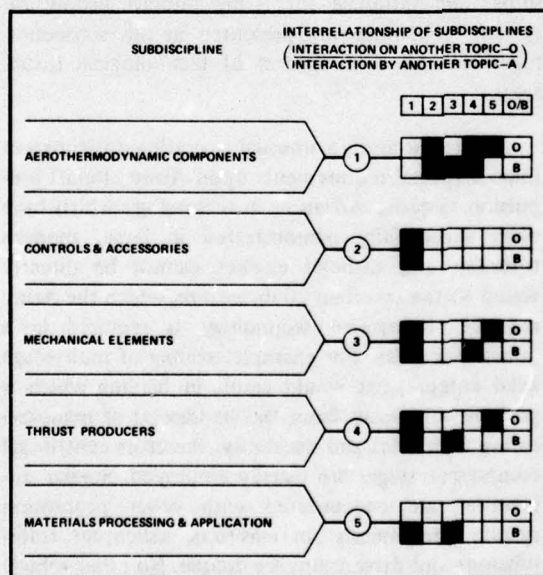 SUBDISCIPLINE
INTERRELATIONSHIP OF SUBDISCIPLINES
(INTERACTION ON ANOTHER TOPIC–O)
(INTERACTION BY ANOTHER TOPIC–A)
1 2 3 4 5 O/B
AEROTHERMODYNAMIC COMPONENTS
1
O
B
CONTROLS
2
O
B
MECHANICAL ELEMENTS
3
O
B
THRUST PRODUCERS
4
O
B
MATERIALS PROCESSING & APPLICATION
5
O
B